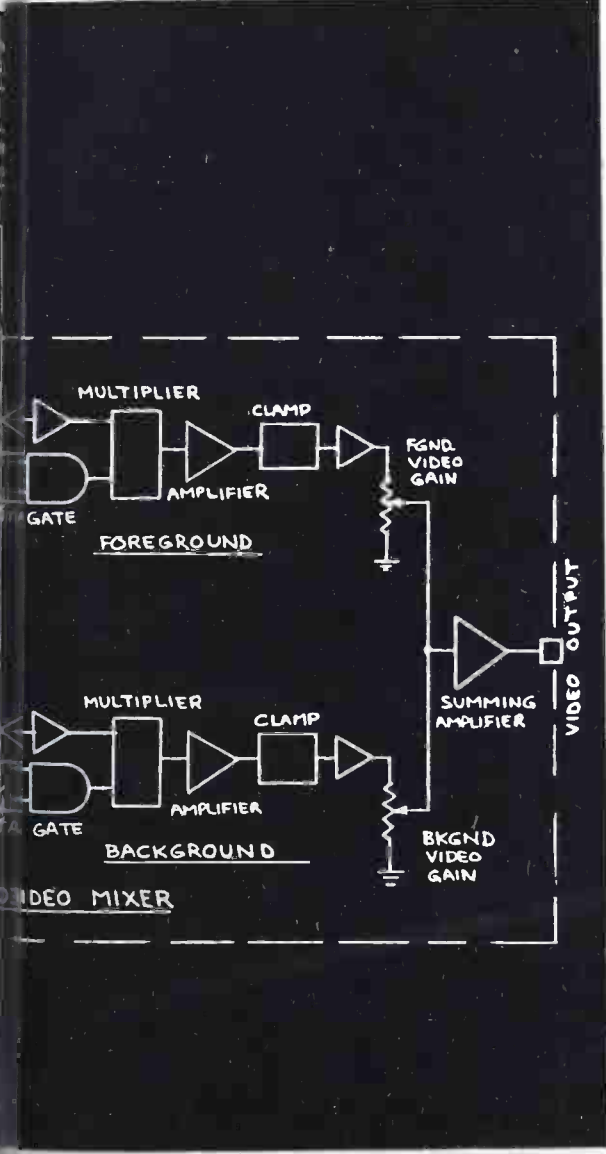 MULTIPLIER
CLAMP
FGND
VIDEO
GAIN
AMPLIFIER
GATE
FOREGROUND
VIDEO OUTPUT
MULTIPLIER
CLAMP
SUMMING
AMPLIFIER
AMPLIFIER
GATE
BKGND
VIDEO
GAIN
BACKGROUND
VIDEO MIXER